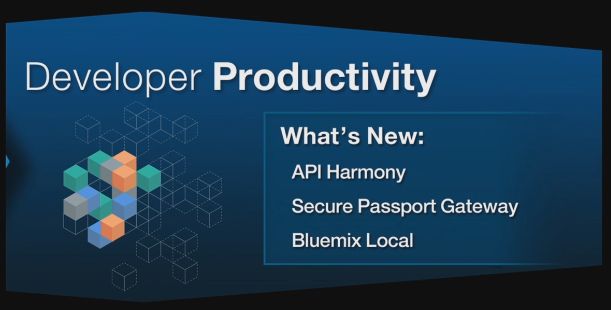 Developer Productivity
What's New:
API Harmony
Secure Passport Gateway
Bluemix Local